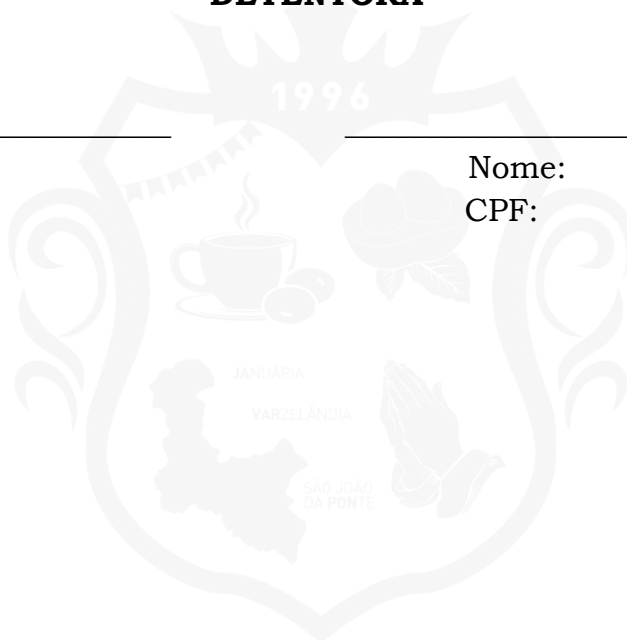 DETENTORA
1996
Nome:
CPF:
JANUÁRIA
VARZELÂNDIA
SÃO JOÃO
DA PONTE